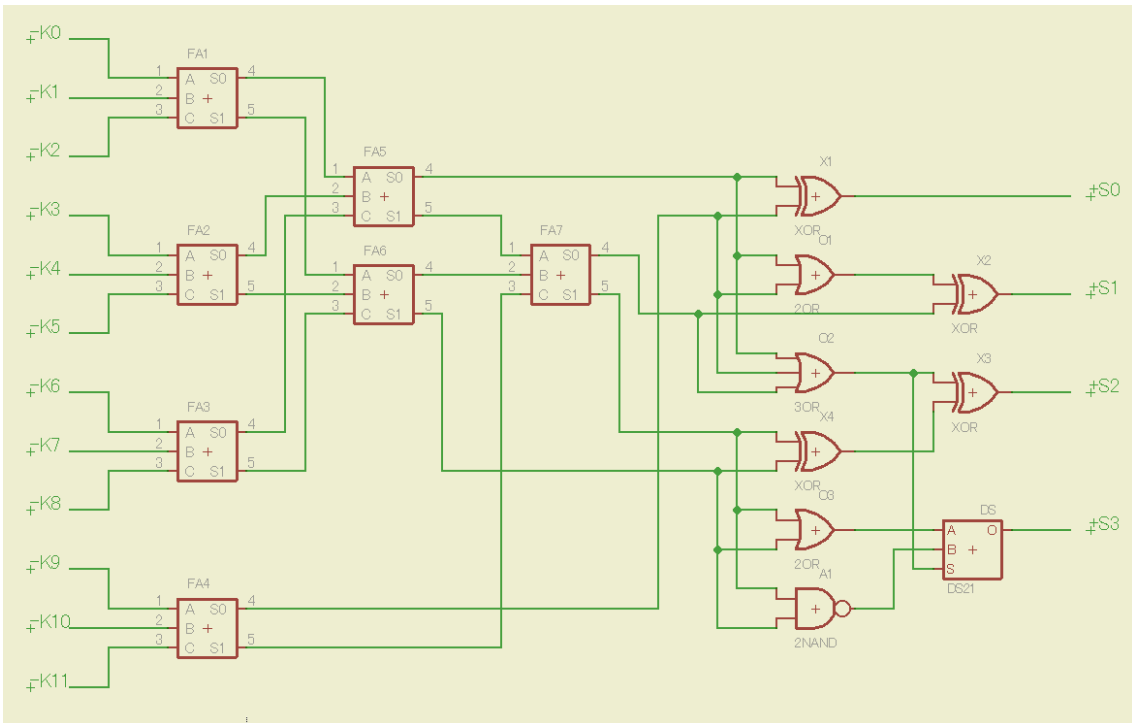 -K0
-K1
-K2
-K3
-K4
-K5
-K6
-K7
-K8
-K9
-K10
-K11
FA1
1 A S0 4
2 B +
3 C S1 5
FA2
1 A S0 4
2 B +
3 C S1 5
FA3
1 A S0 4
2 B +
3 C S1 5
FA4
1 A S0 4
2 B +
3 C S1 5
FA5
1 A S0 4
2 B +
3 C S1 5
FA6
1 A S0 4
2 B +
3 C S1 5
FA7
1 A S0 4
2 B +
3 C S1 5
X1
XOR
O1
2OR
O2
3OR
X4
XOR
O3
2OR
A1
2NAND
X2
XOR
X3
XOR
DS
A O
B +
S
DS21
+S0
+S1
+S2
+S3